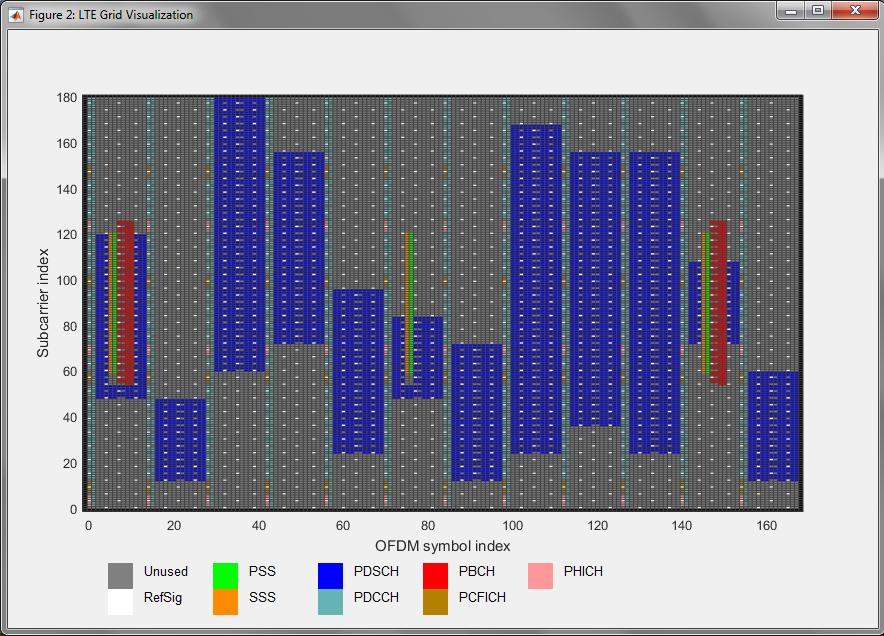 Figure 2: LTE Grid Visualization
180
160
140
120
100
80
60
40
20
0
Subcarrier index
0 20 40 60 80 100 120 140 160
OFDM symbol index
Unused PSS PDSCH PBCH PHICH
RefSig SSS PDCCH PCFICH